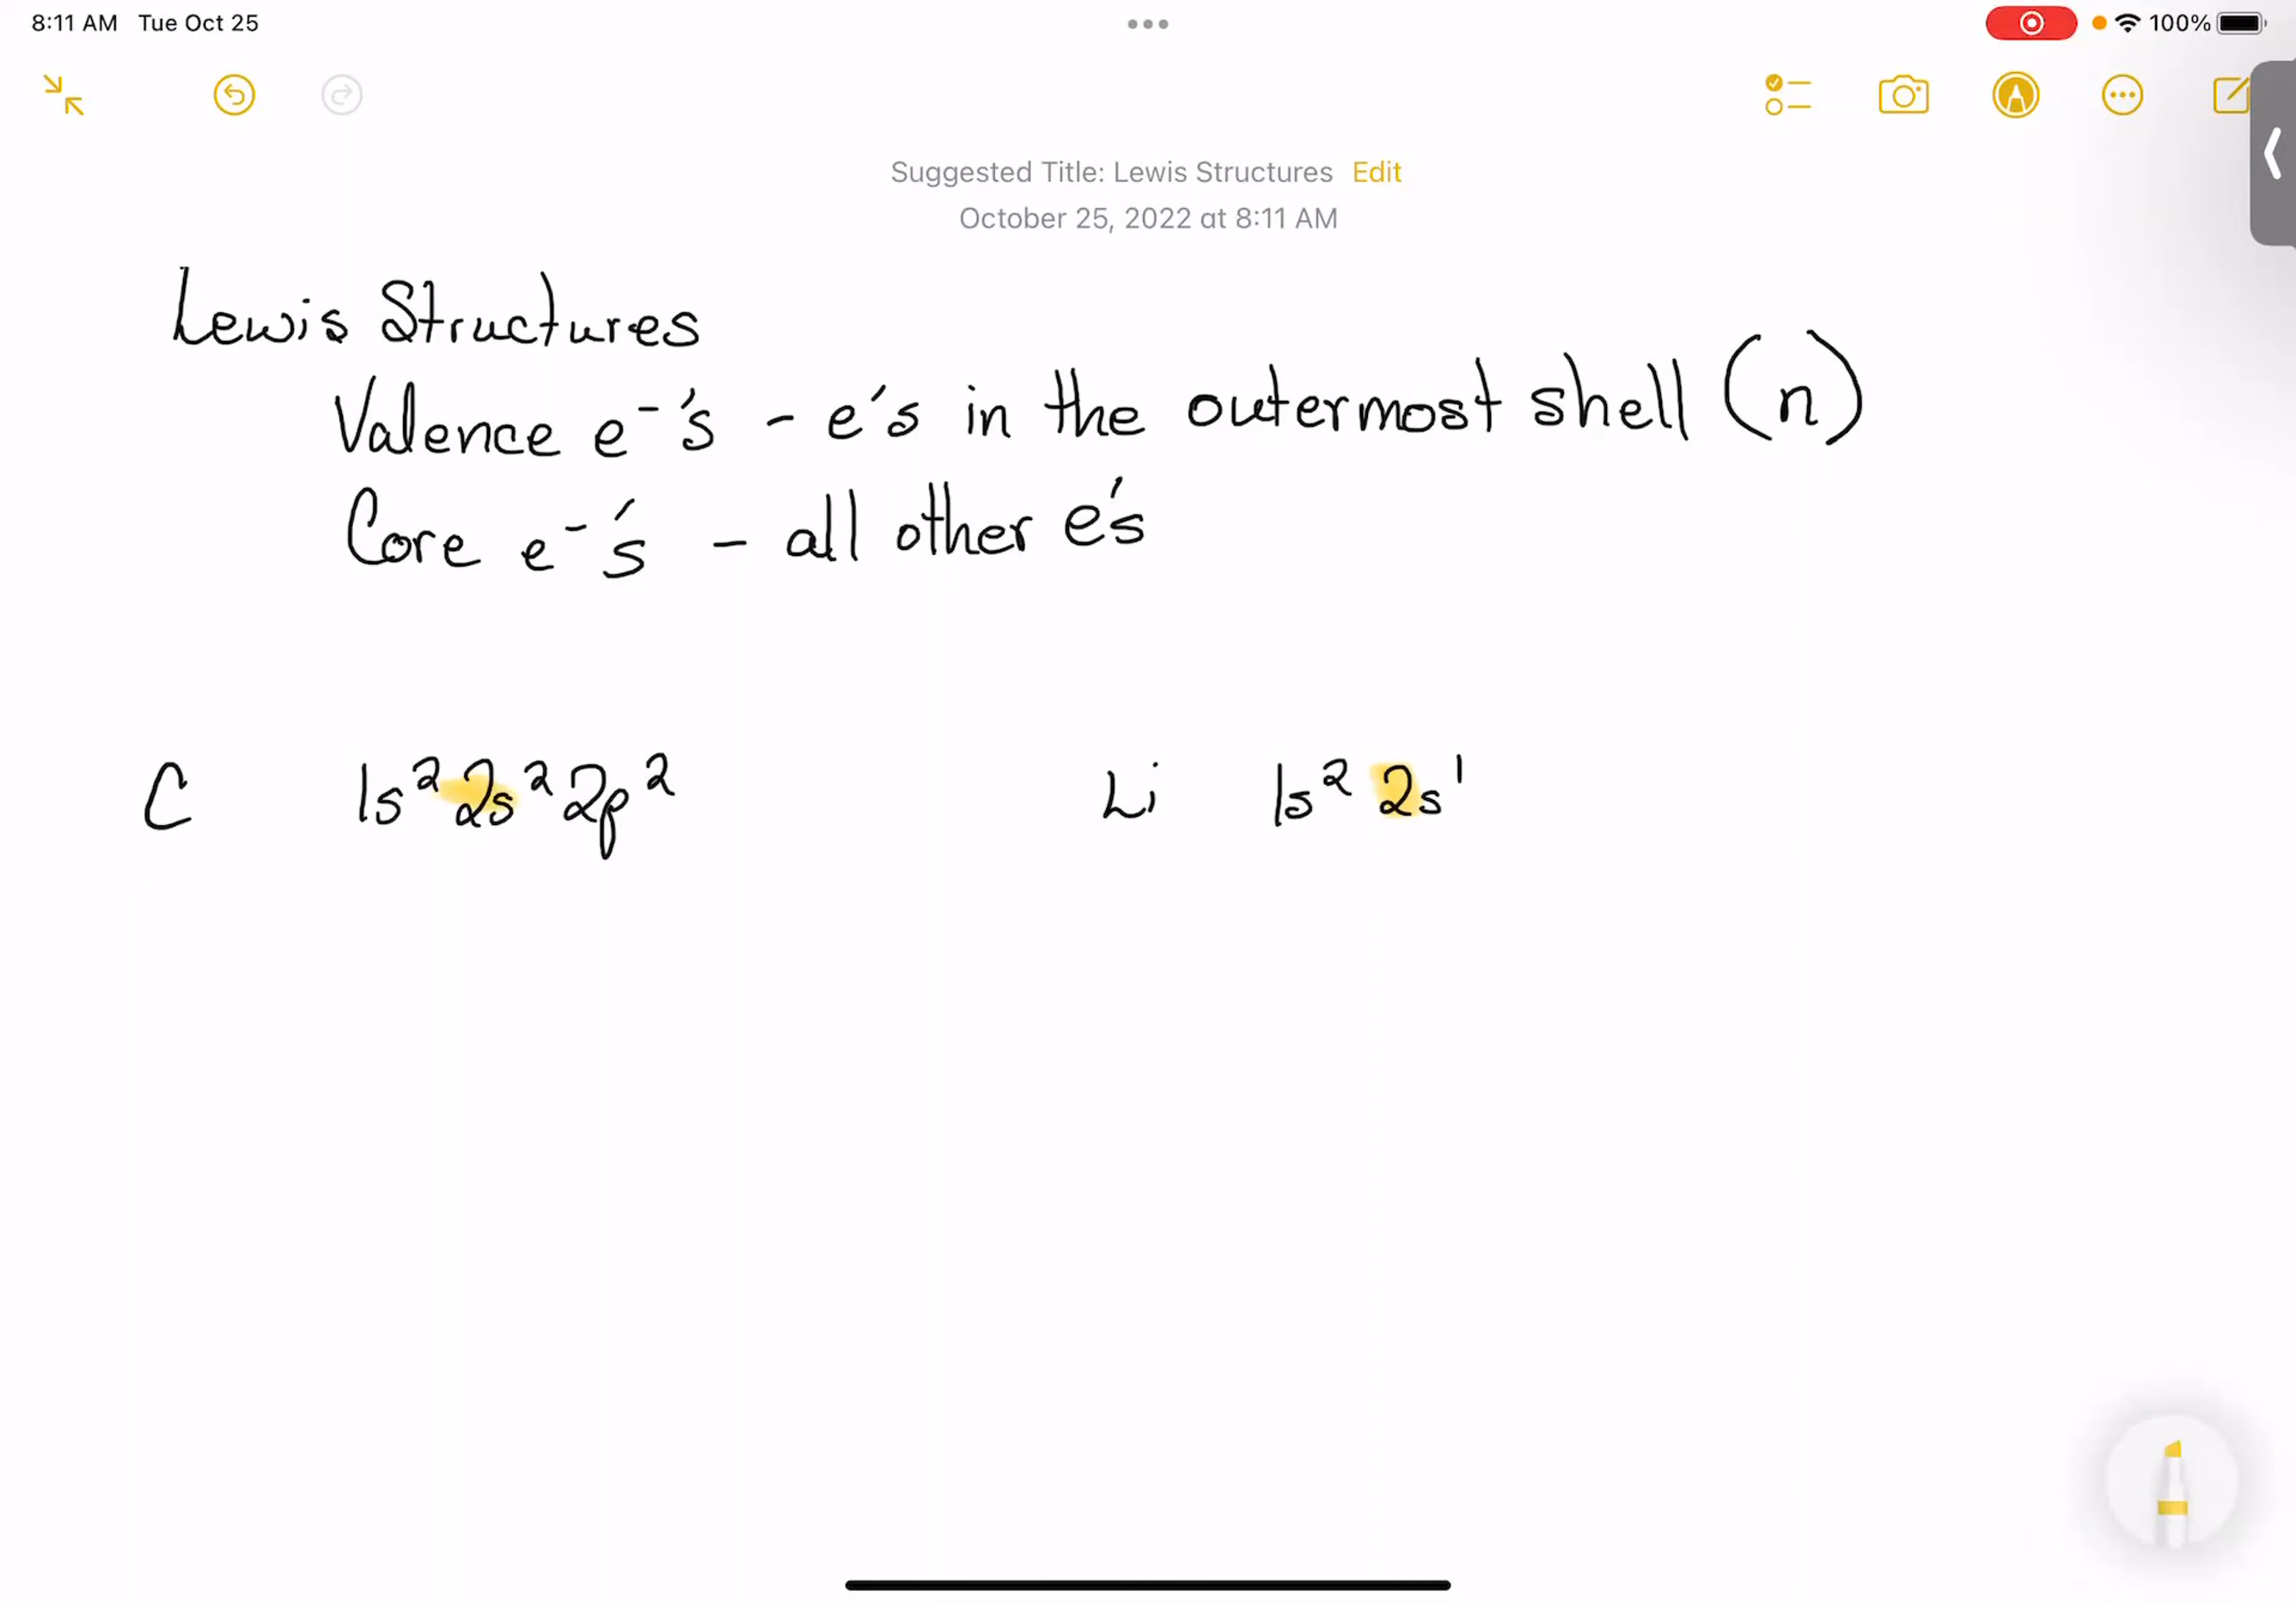 8:11 AM Tue Oct 25 100%
Suggested Title: Lewis Structures Edit
October 25, 2022 at 8:11 AM
Lewis Structures
Valence e⁻'s - e's in the outermost shell (n)
Core e⁻'s - all other e's
C 1s² 2s² 2p² Li 1s² 2s¹